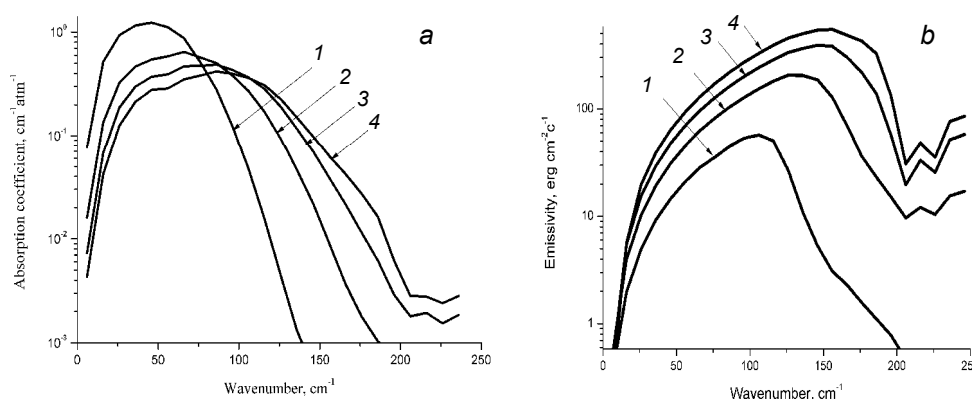 10⁰
10⁻¹
10⁻²
10⁻³
Absorption coefficient, cm⁻¹ atm⁻¹
a
1
2
3
4
0 50 100 150 200 250
Wavenumber, cm⁻¹
100
10
1
Emissivity, erg cm⁻²c⁻¹
b
4
3
2
1
0 50 100 150 200 25
Wavenumber, cm⁻¹